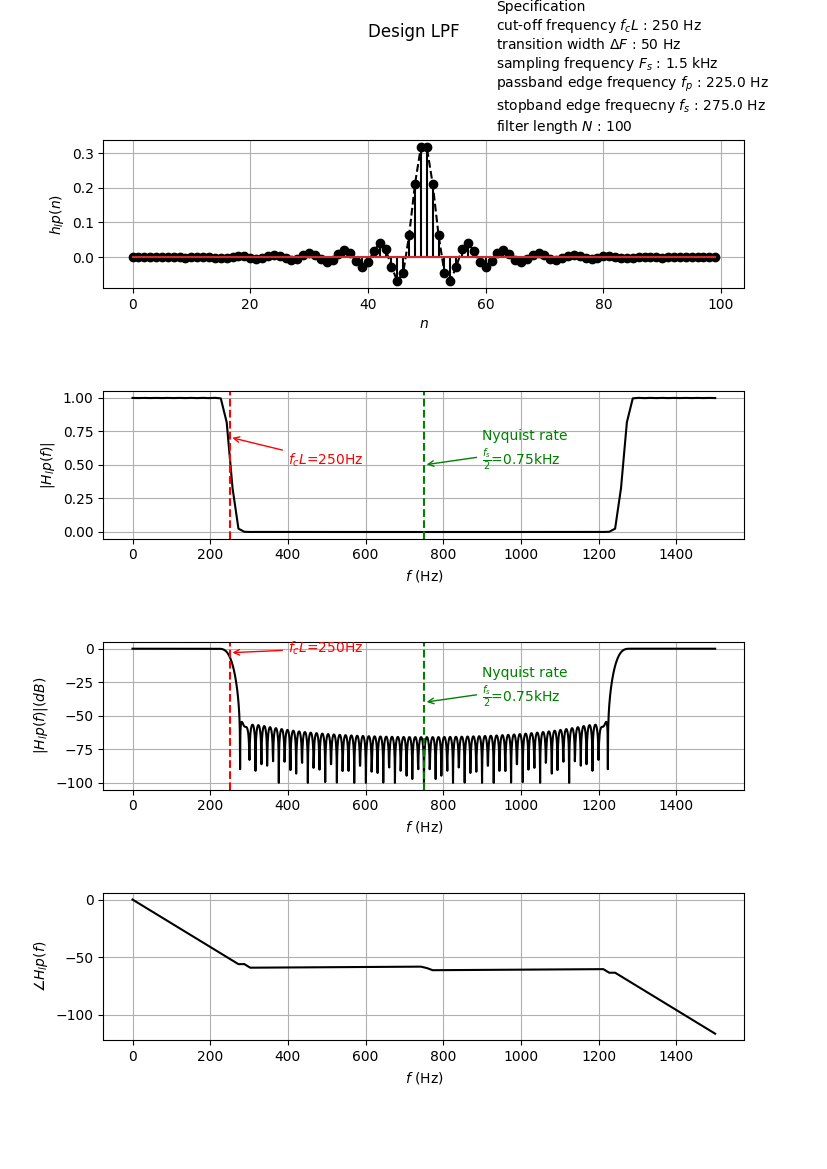 Specification
Design LPF
cut-off frequency f_cL : 250 Hz
transition width ΔF : 50 Hz
sampling frequency F_s : 1.5 kHz
passband edge frequency f_p : 225.0 Hz
stopband edge frequecny f_s : 275.0 Hz
filter length N : 100
h_lp(n)
0.3
0.2
0.1
0.0
0 20 40 60 80 100
n
|H_lp(f)|
1.00
0.75
0.50
0.25
0.00
f_cL=250Hz
Nyquist rate
f_s/2=0.75kHz
0 200 400 600 800 1000 1200 1400
f (Hz)
|H_lp(f)|(dB)
0
−25
−50
−75
−100
f_cL=250Hz
Nyquist rate
f_s/2=0.75kHz
0 200 400 600 800 1000 1200 1400
f (Hz)
∠H_lp(f)
0
−50
−100
0 200 400 600 800 1000 1200 1400
f (Hz)